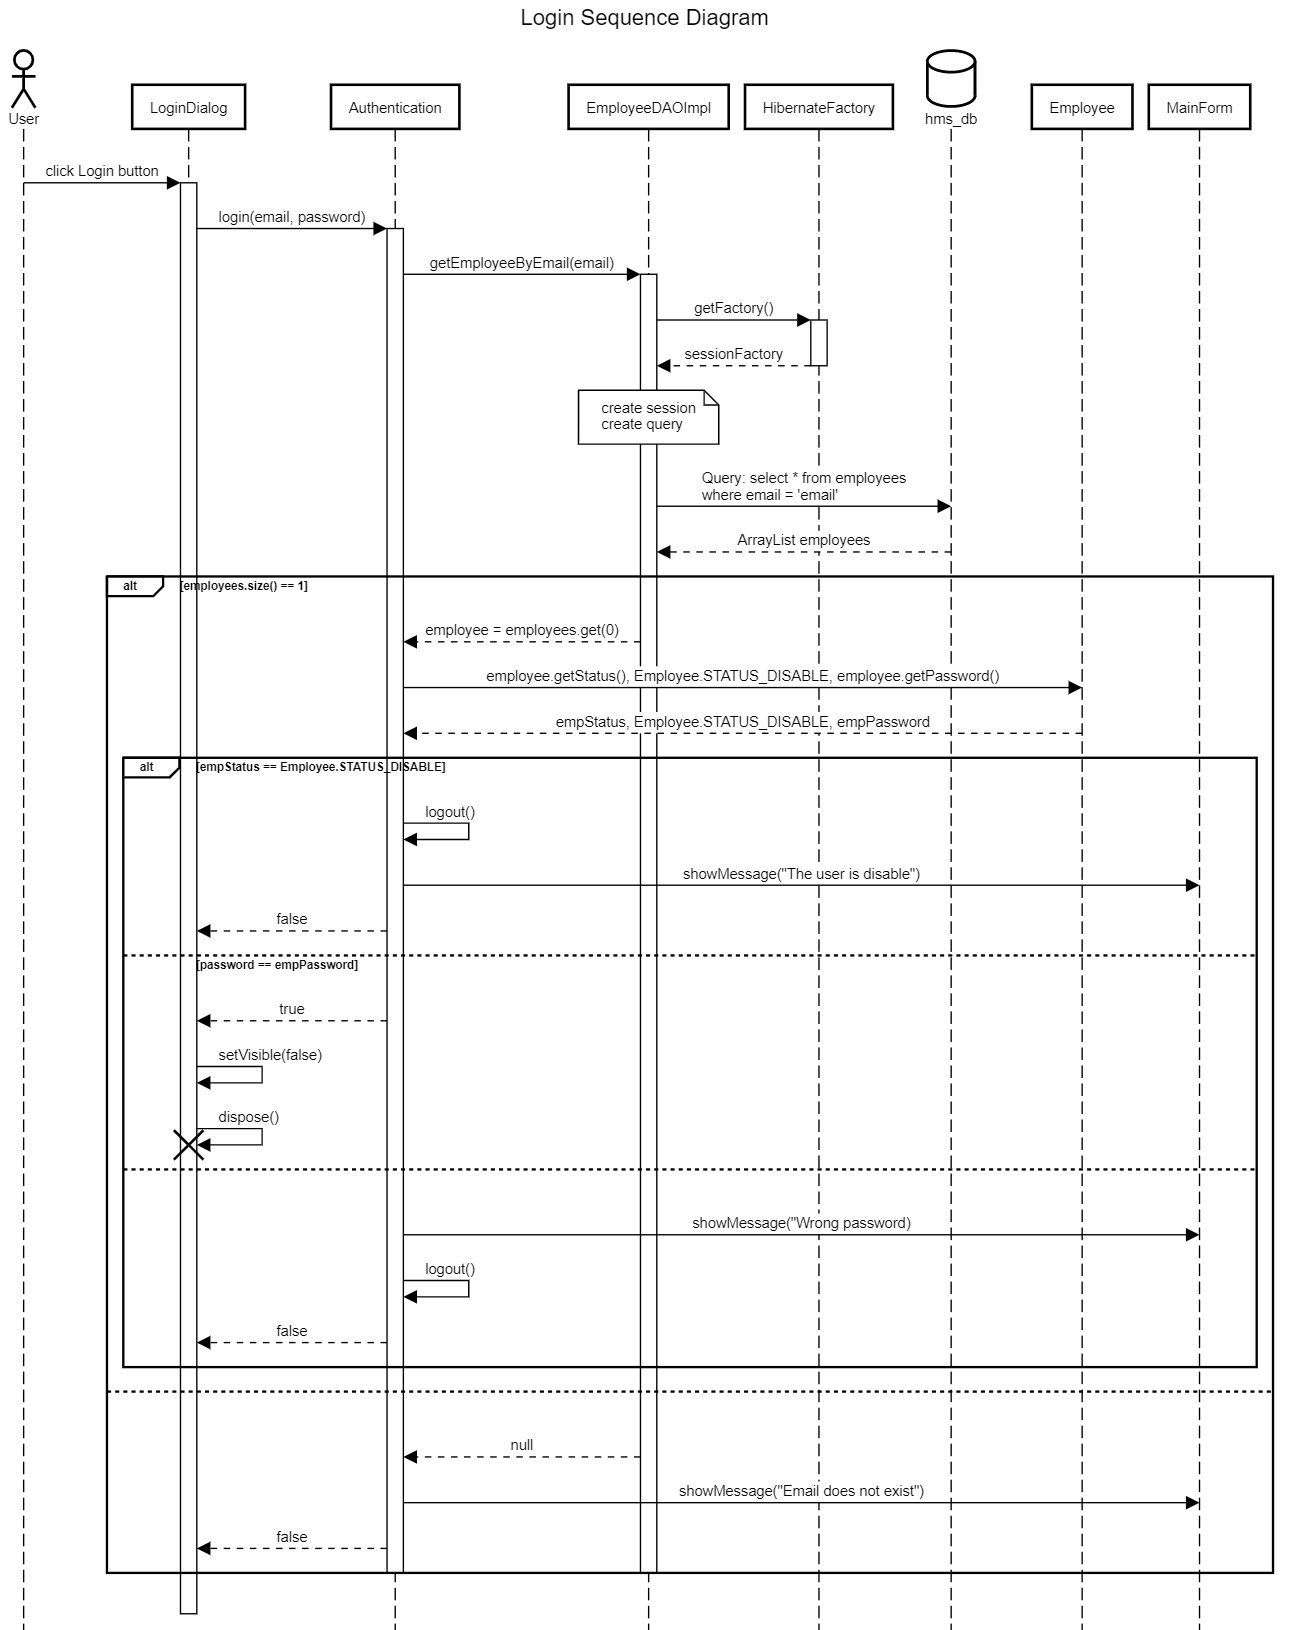 Login Sequence Diagram
User
LoginDialog
Authentication
EmployeeDAOImpl
HibernateFactory
hms_db
Employee
MainForm
click Login button
login(email, password)
getEmployeeByEmail(email)
getFactory()
sessionFactory
create session
create query
Query: select * from employees
where email = 'email'
ArrayList employees
alt
[employees.size() == 1]
employee = employees.get(0)
employee.getStatus(), Employee.STATUS_DISABLE, employee.getPassword()
empStatus, Employee.STATUS_DISABLE, empPassword
alt
[empStatus == Employee.STATUS_DISABLE]
logout()
showMessage("The user is disable")
false
[password == empPassword]
true
setVisible(false)
dispose()
showMessage("Wrong password)
logout()
false
null
showMessage("Email does not exist")
false